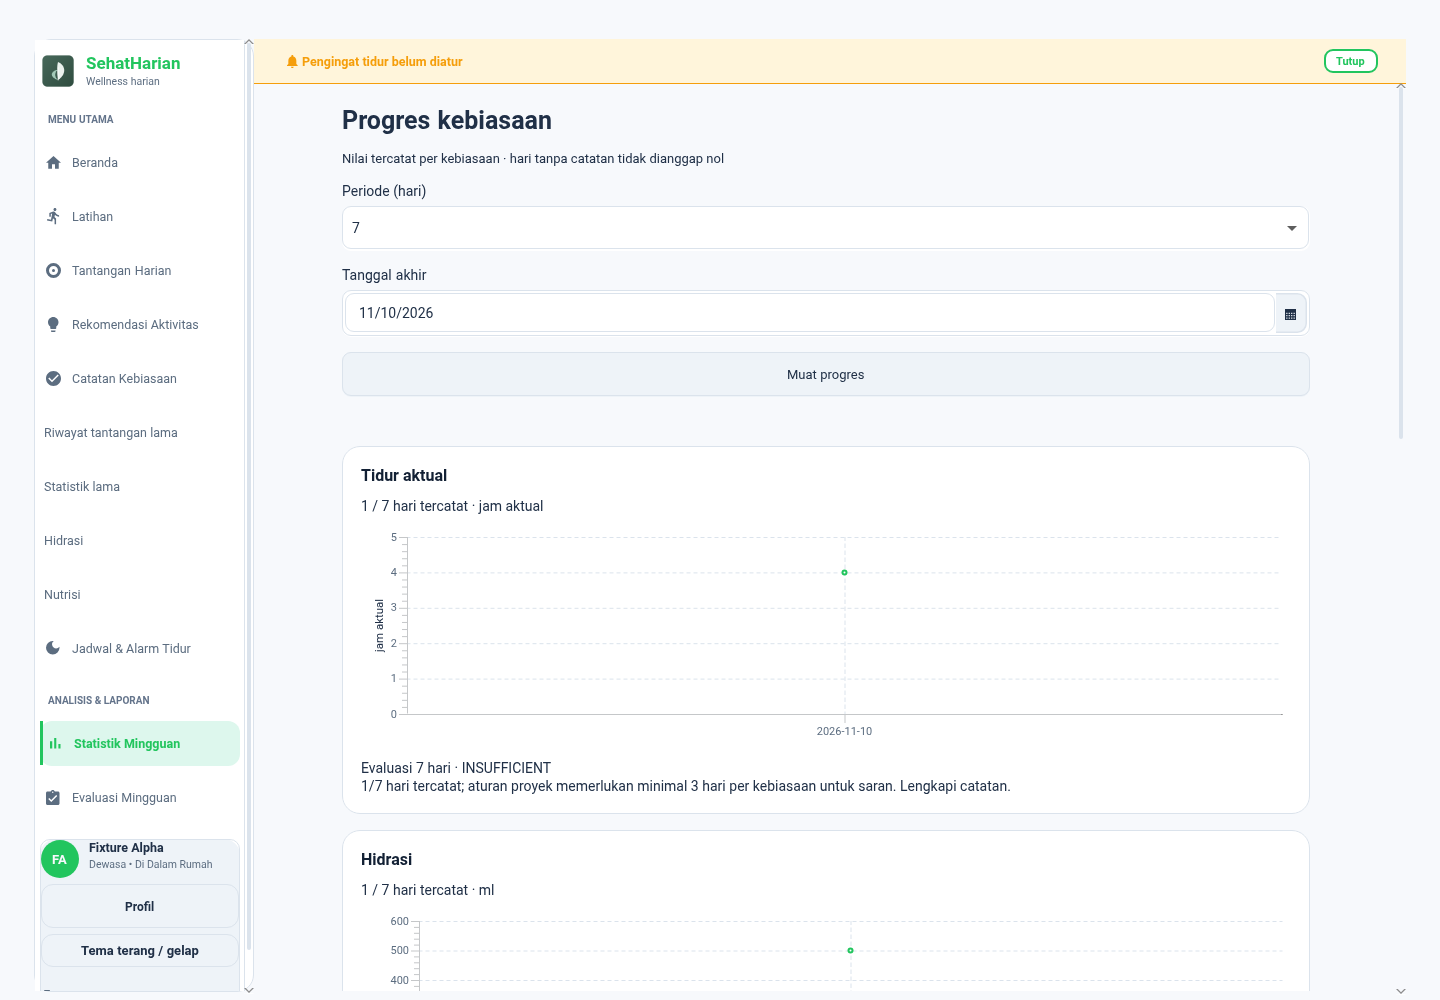 SehatHarian
Wellness harian
MENU UTAMA
Beranda
Latihan
Tantangan Harian
Rekomendasi Aktivitas
Catatan Kebiasaan
Riwayat tantangan lama
Statistik lama
Hidrasi
Nutrisi
Jadwal & Alarm Tidur
ANALISIS & LAPORAN
Statistik Mingguan
Evaluasi Mingguan
FA
Fixture Alpha
Dewasa • Di Dalam Rumah
Profil
Tema terang / gelap
Pengingat tidur belum diatur
Tutup
Progres kebiasaan
Nilai tercatat per kebiasaan · hari tanpa catatan tidak dianggap nol
Periode (hari)
7
Tanggal akhir
11/10/2026
Muat progres
Tidur aktual
1 / 7 hari tercatat · jam aktual
5
4
3
2
1
0
jam aktual
2026-11-10
Evaluasi 7 hari · INSUFFICIENT
1/7 hari tercatat; aturan proyek memerlukan minimal 3 hari per kebiasaan untuk saran. Lengkapi catatan.
Hidrasi
1 / 7 hari tercatat · ml
600
500
400